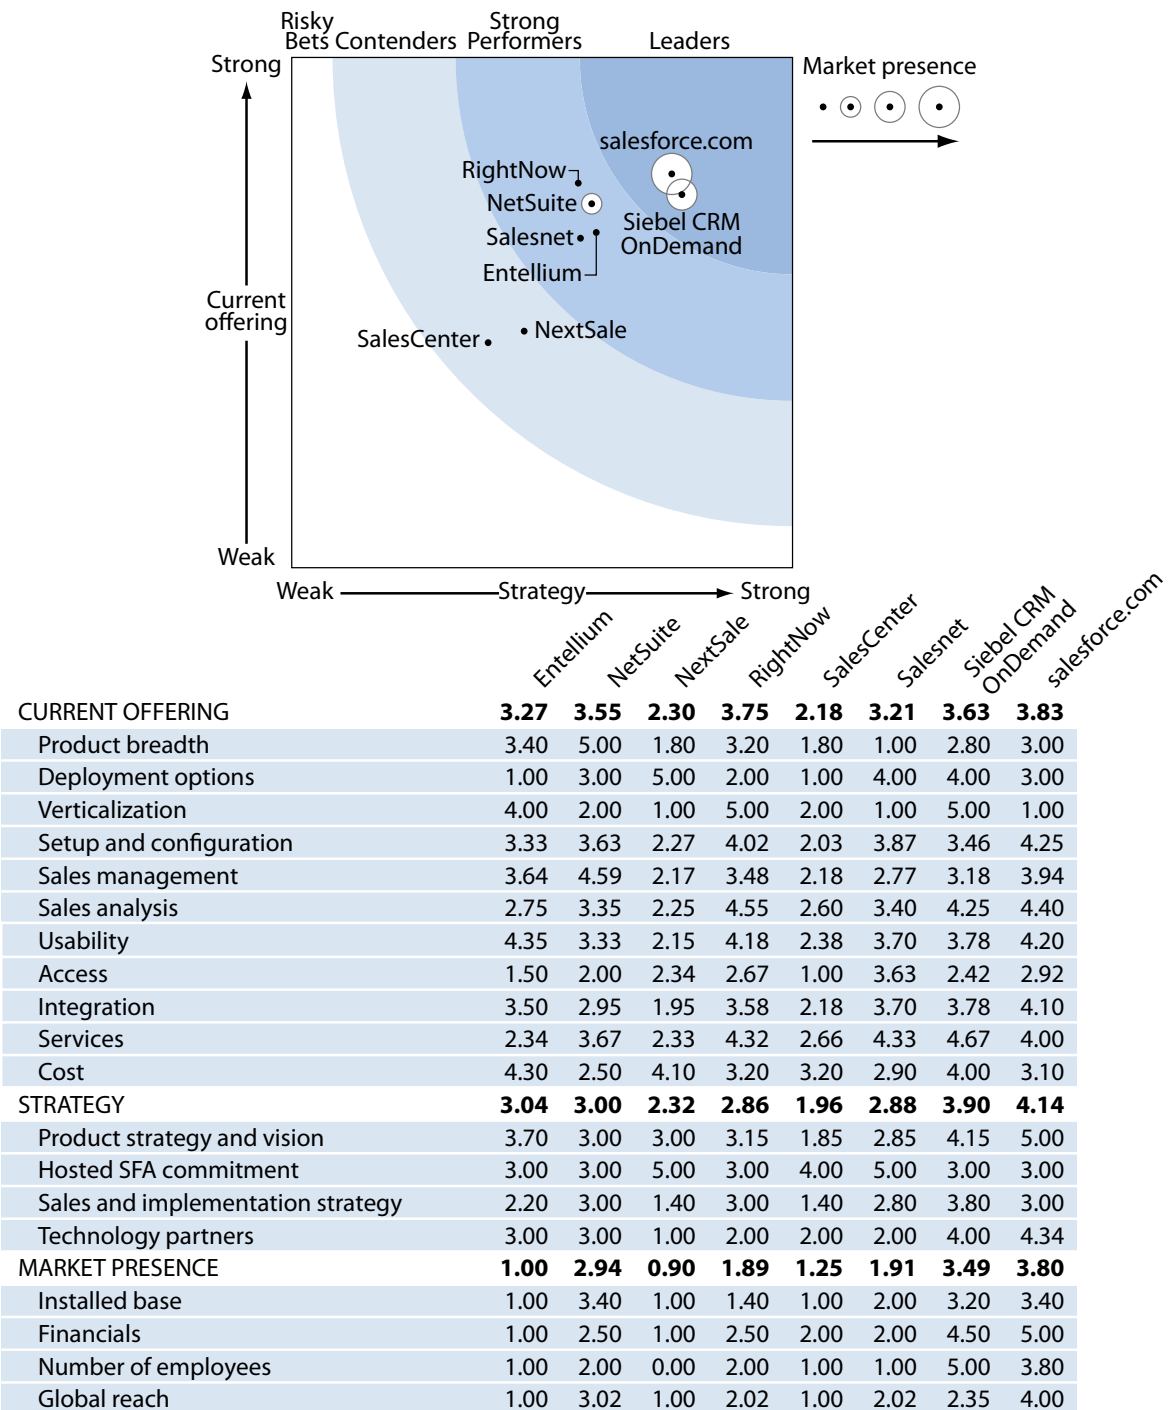 Risky
Bets
Contenders
Strong
Performers
Leaders
Strong
Market presence
salesforce.com
RightNow
NetSuite
Siebel CRM
OnDemand
Salesnet
Entellium
Current
offering
SalesCenter
NextSale
Weak
Weak Strategy Strong
Entellium NetSuite NextSale RightNow SalesCenter Salesnet Siebel CRM OnDemand salesforce.com
CURRENT OFFERING 3.27 3.55 2.30 3.75 2.18 3.21 3.63 3.83
Product breadth 3.40 5.00 1.80 3.20 1.80 1.00 2.80 3.00
Deployment options 1.00 3.00 5.00 2.00 1.00 4.00 4.00 3.00
Verticalization 4.00 2.00 1.00 5.00 2.00 1.00 5.00 1.00
Setup and configuration 3.33 3.63 2.27 4.02 2.03 3.87 3.46 4.25
Sales management 3.64 4.59 2.17 3.48 2.18 2.77 3.18 3.94
Sales analysis 2.75 3.35 2.25 4.55 2.60 3.40 4.25 4.40
Usability 4.35 3.33 2.15 4.18 2.38 3.70 3.78 4.20
Access 1.50 2.00 2.34 2.67 1.00 3.63 2.42 2.92
Integration 3.50 2.95 1.95 3.58 2.18 3.70 3.78 4.10
Services 2.34 3.67 2.33 4.32 2.66 4.33 4.67 4.00
Cost 4.30 2.50 4.10 3.20 3.20 2.90 4.00 3.10
STRATEGY 3.04 3.00 2.32 2.86 1.96 2.88 3.90 4.14
Product strategy and vision 3.70 3.00 3.00 3.15 1.85 2.85 4.15 5.00
Hosted SFA commitment 3.00 3.00 5.00 3.00 4.00 5.00 3.00 3.00
Sales and implementation strategy 2.20 3.00 1.40 3.00 1.40 2.80 3.80 3.00
Technology partners 3.00 3.00 1.00 2.00 2.00 2.00 4.00 4.34
MARKET PRESENCE 1.00 2.94 0.90 1.89 1.25 1.91 3.49 3.80
Installed base 1.00 3.40 1.00 1.40 1.00 2.00 3.20 3.40
Financials 1.00 2.50 1.00 2.50 2.00 2.00 4.50 5.00
Number of employees 1.00 2.00 0.00 2.00 1.00 1.00 5.00 3.80
Global reach 1.00 3.02 1.00 2.02 1.00 2.02 2.35 4.00